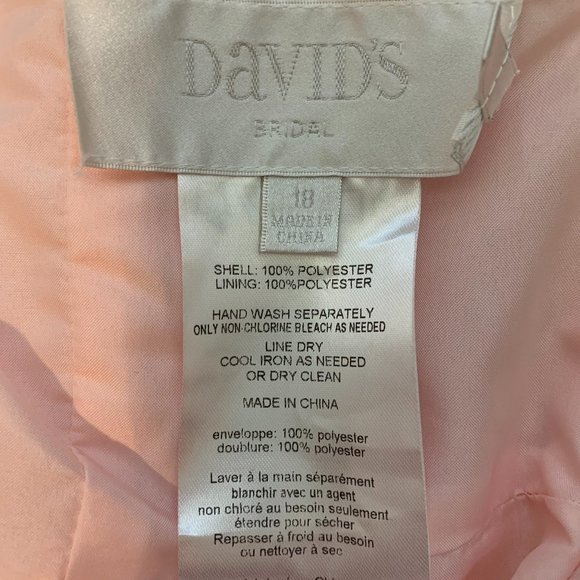 DaVID'S
BRIDAL
18
MADE IN
CHINA
SHELL: 100% POLYESTER
LINING: 100%POLYESTER
HAND WASH SEPARATELY
ONLY NON-CHLORINE BLEACH AS NEEDED
LINE DRY
COOL IRON AS NEEDED
OR DRY CLEAN
MADE IN CHINA
enveloppe: 100% polyester
doublure: 100% polyester
Laver à la main séparément
blanchir avec un agent
non chloré au besoin seulement
étendre pour sécher
Repasser à froid au besoin
ou nettoyer à sec